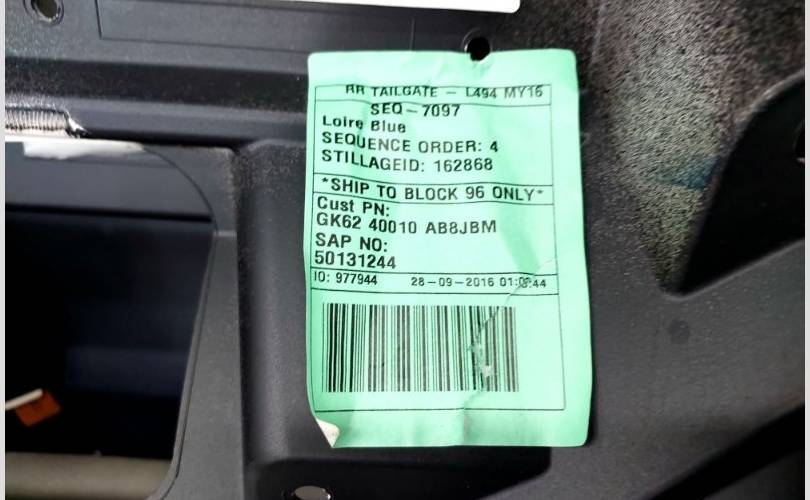 RR TAILGATE - L494 MY16
SEQ-7097
Loire Blue
SEQUENCE ORDER: 4
STILLAGEID: 162868
*SHIP TO BLOCK 96 ONLY*
Cust PN:
GK62 40010 AB8JBM
SAP NO:
50131244
IO: 977944 28-09-2016